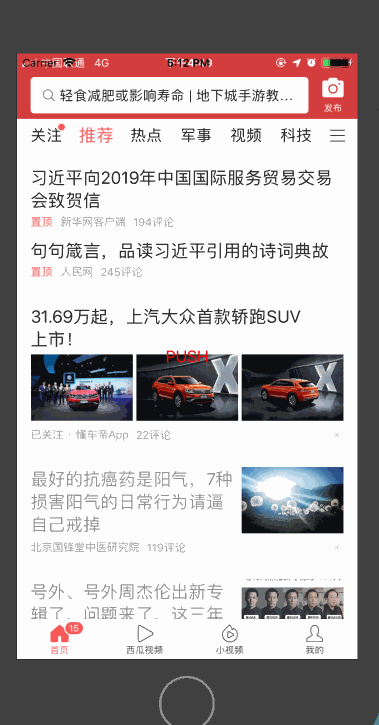 4G
轻食减肥或影响寿命 | 地下城手游教...
发布
关注 推荐 热点 军事 视频 科技
习近平向2019年中国国际服务贸易交易
会致贺信
置顶 新华网客户端 194评论
句句箴言，品读习近平引用的诗词典故
置顶 人民网 245评论
31.69万起，上汽大众首款轿跑SUV
上市！
PUSH
已关注 · 懂车帝App 22评论
最好的抗癌药是阳气，7种
损害阳气的日常行为请逼
自己戒掉
北京国锋堂中医研究院 119评论
号外、号外周杰伦出新专
辑了，问题来了，这三年
15
首页 西瓜视频 小视频 我的